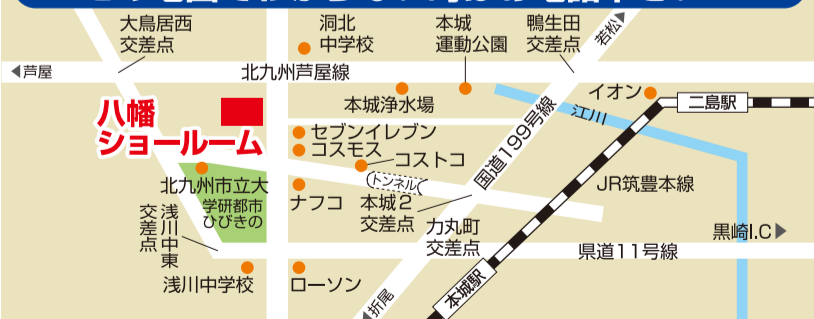 大鳥居西
交差点
洞北
中学校
本城
運動公園
鴨生田
交差点
若松
芦屋
北九州芦屋線
八幡
ショールーム
本城浄水場
イオン
二島駅
江川
セブンイレブン
コスモス
コストコ
国道199号線
北九州市立大
学研都市
ひびきの
トンネル
ナフコ
本城2
交差点
JR筑豊本線
浅川中東
交差点
力丸町
交差点
黒崎I.C
県道11号線
浅川中学校
ローソン
折尾
本城駅